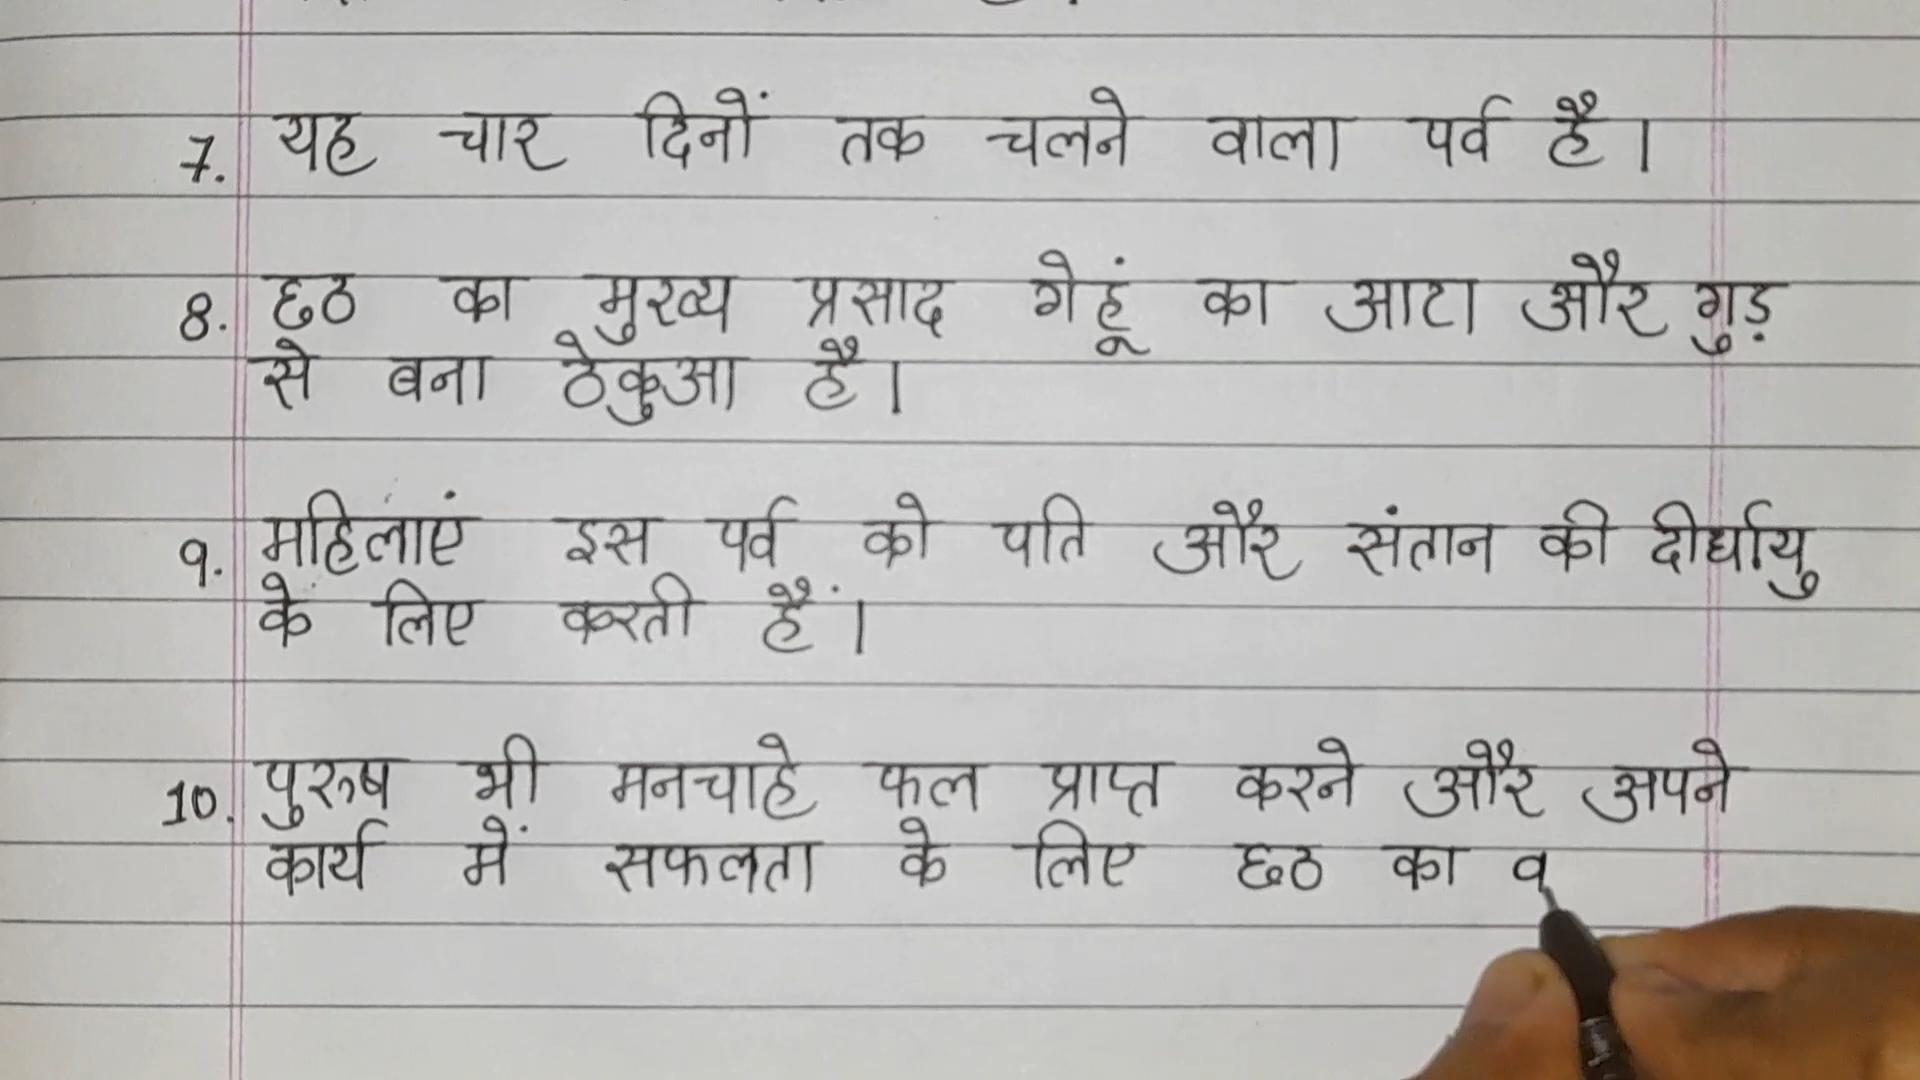 7. यह चार दिनों तक चलने वाला पर्व है।
8. छठ का मुख्य प्रसाद गेहूं का आटा और गुड़
से बना ठेकुआ है।
9. महिलाएं इस पर्व को पति और संतान की दीर्घायु
के लिए करती हैं।
10. पुरुष भी मनचाहे फल प्राप्त करने और अपने
कार्य में सफलता के लिए छठ का व